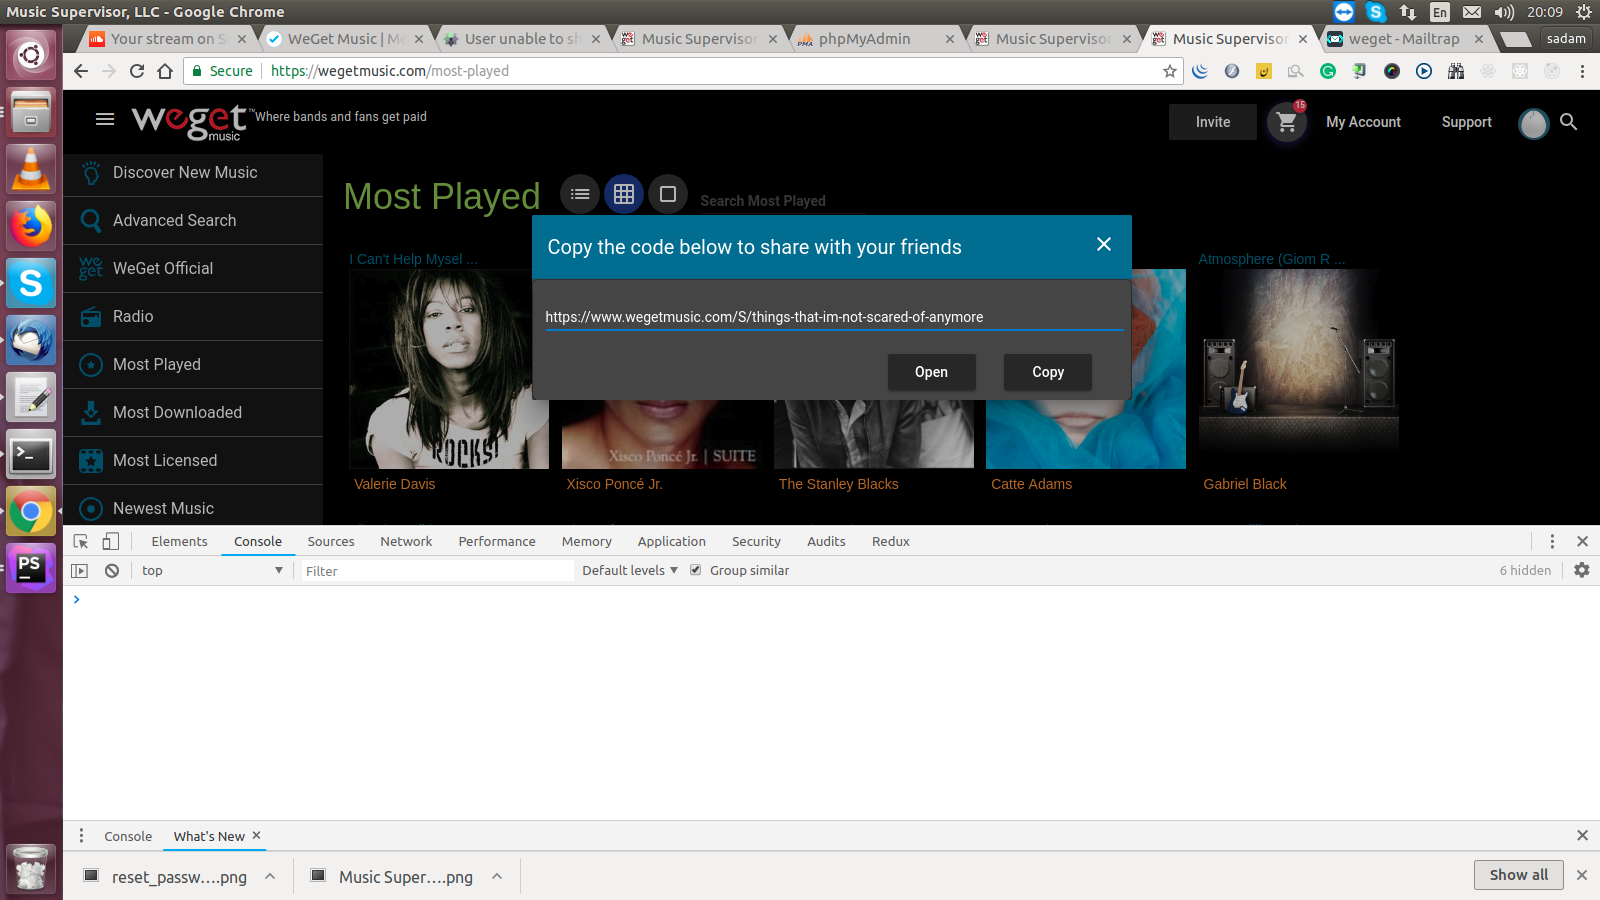 Music Supervisor, LLC - Google Chrome
En
20:09
Your stream on S
WeGet Music | Me
User unable to sh
Music Supervisor
phpMyAdmin
Music Supervisor
Music Supervisor
weget - Mailtrap
sadam
Secure
https://wegetmusic.com/most-played
weget music ™
Where bands and fans get paid
Invite
15
My Account
Support
Discover New Music
Advanced Search
WeGet Official
Radio
Most Played
Most Downloaded
Most Licensed
Newest Music
Most Played
Search Most Played
Copy the code below to share with your friends
https://www.wegetmusic.com/S/things-that-im-not-scared-of-anymore
Open
Copy
I Can't Help Mysel ...
Atmosphere (Giom R ...
ROCKS!
Xisco Poncé Jr. | SUITE
Valerie Davis
Xisco Poncé Jr.
The Stanley Blacks
Catte Adams
Gabriel Black
Elements
Console
Sources
Network
Performance
Memory
Application
Security
Audits
Redux
top
Filter
Default levels
Group similar
6 hidden
Console
What's New
reset_passw....png
Music Super....png
Show all